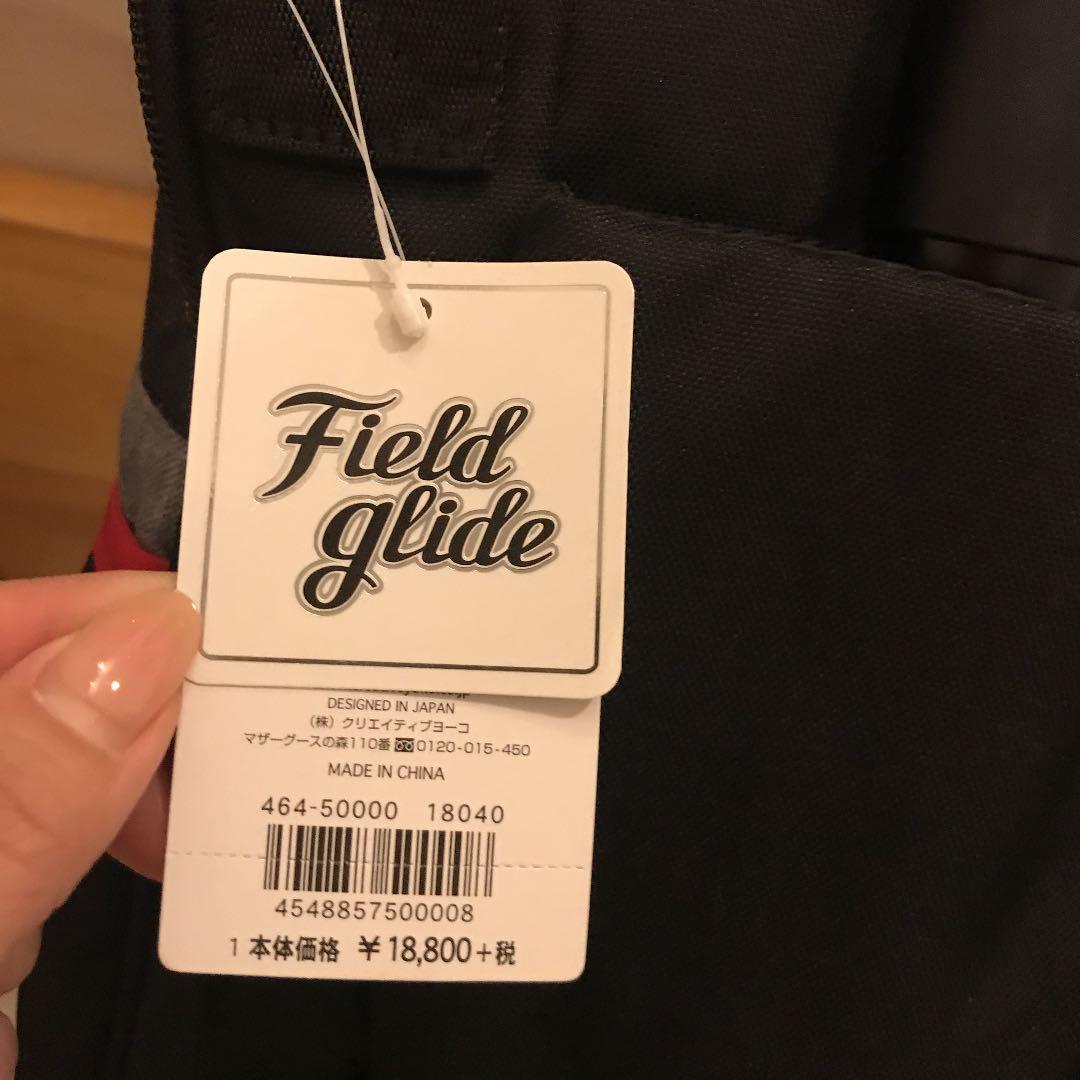 Field
glide
DESIGNED IN JAPAN
(株) クリエイティブヨーコ
マザーグースの森110番 0120-015-450
MADE IN CHINA
464-50000 18040
4548857500008
1 本体価格 ¥18,800+税